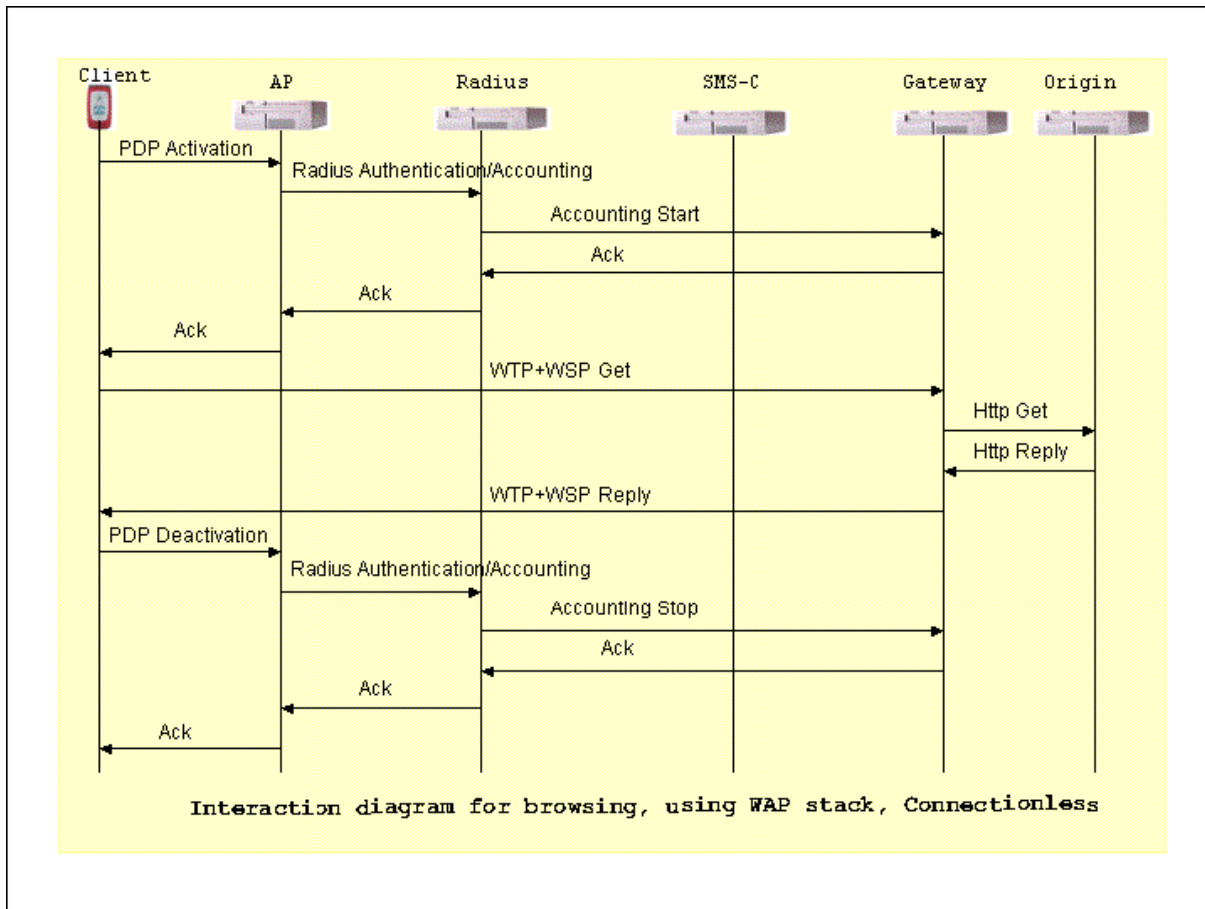 Client
AP
Radius
SMS-C
Gateway
Origin
PDP Activation
Radius Authentication/Accounting
Accounting Start
Ack
Ack
Ack
WTP+WSP Get
Http Get
Http Reply
WTP+WSP Reply
PDP Deactivation
Radius Authentication/Accounting
Accounting Stop
Ack
Ack
Ack
Interaction diagram for browsing, using WAP stack, Connectionless